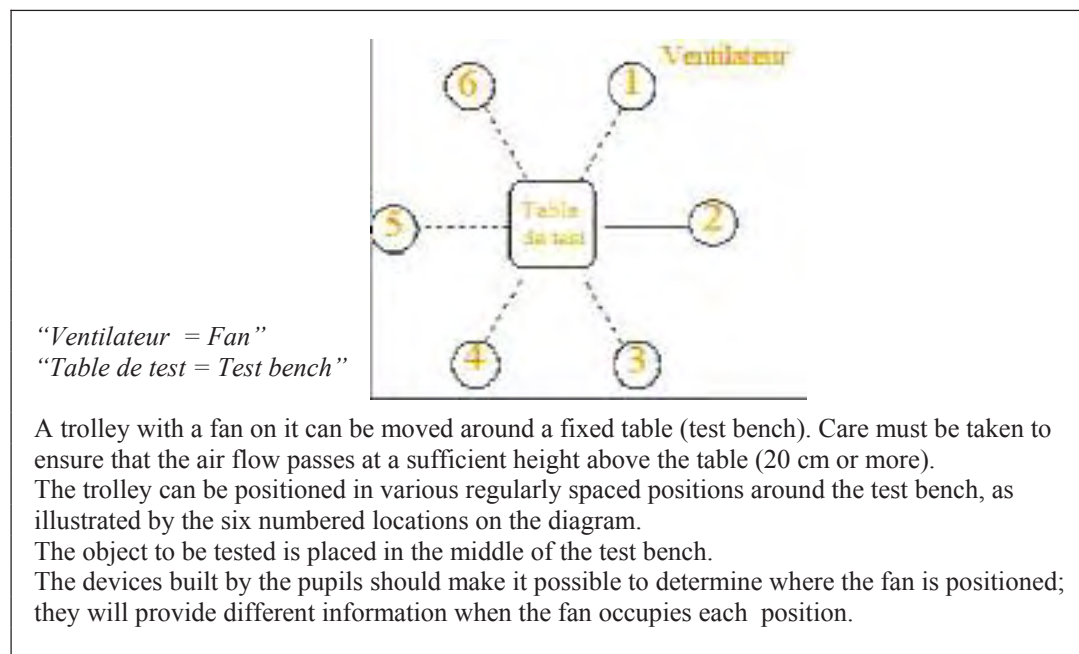 Ventilateur
6
1
5
Table
de test
2
4
3
“Ventilateur = Fan”
“Table de test = Test bench”
A trolley with a fan on it can be moved around a fixed table (test bench). Care must be taken to
ensure that the air flow passes at a sufficient height above the table (20 cm or more).
The trolley can be positioned in various regularly spaced positions around the test bench, as
illustrated by the six numbered locations on the diagram.
The object to be tested is placed in the middle of the test bench.
The devices built by the pupils should make it possible to determine where the fan is positioned;
they will provide different information when the fan occupies each position.